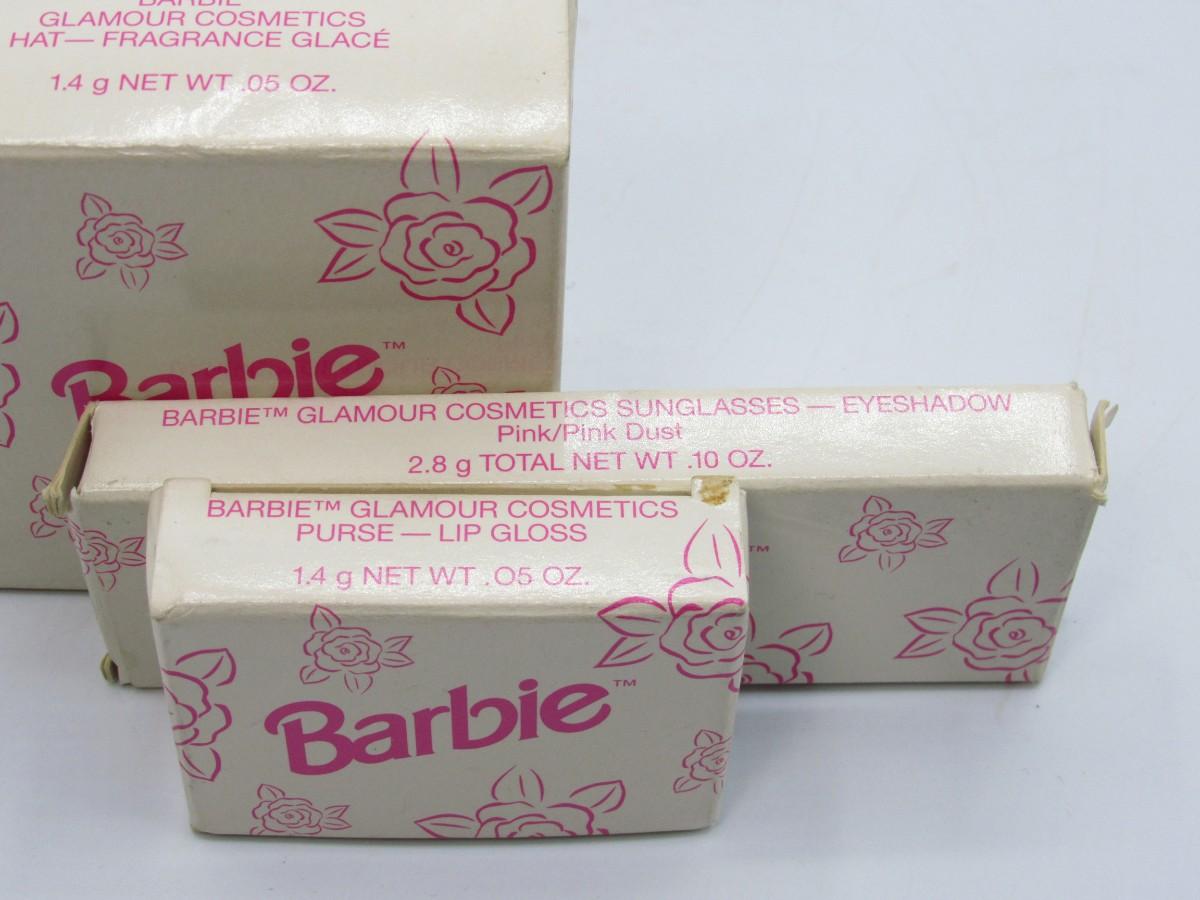 BARBIE
GLAMOUR COSMETICS
HAT— FRAGRANCE GLACÉ
1.4 g NET WT .05 OZ.
Barbie™
BARBIE™ GLAMOUR COSMETICS SUNGLASSES — EYESHADOW
Pink/Pink Dust
2.8 g TOTAL NET WT .10 OZ.
TM
BARBIE™ GLAMOUR COSMETICS
PURSE — LIP GLOSS
1.4 g NET WT .05 OZ.
Barbie™